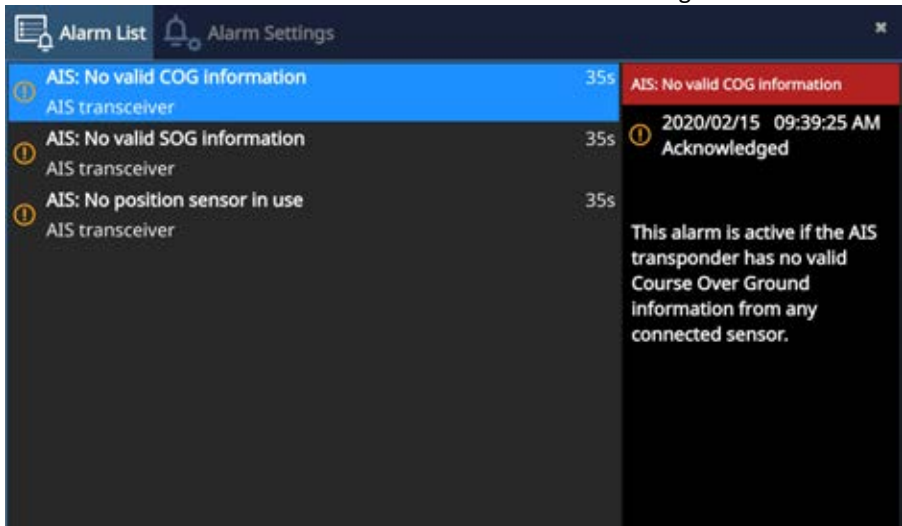 Alarm List
Alarm Settings
AIS: No valid COG information 35s
AIS transceiver
AIS: No valid SOG information 35s
AIS transceiver
AIS: No position sensor in use 35s
AIS transceiver
AIS: No valid COG information
2020/02/15 09:39:25 AM
Acknowledged
This alarm is active if the AIS
transponder has no valid
Course Over Ground
information from any
connected sensor.